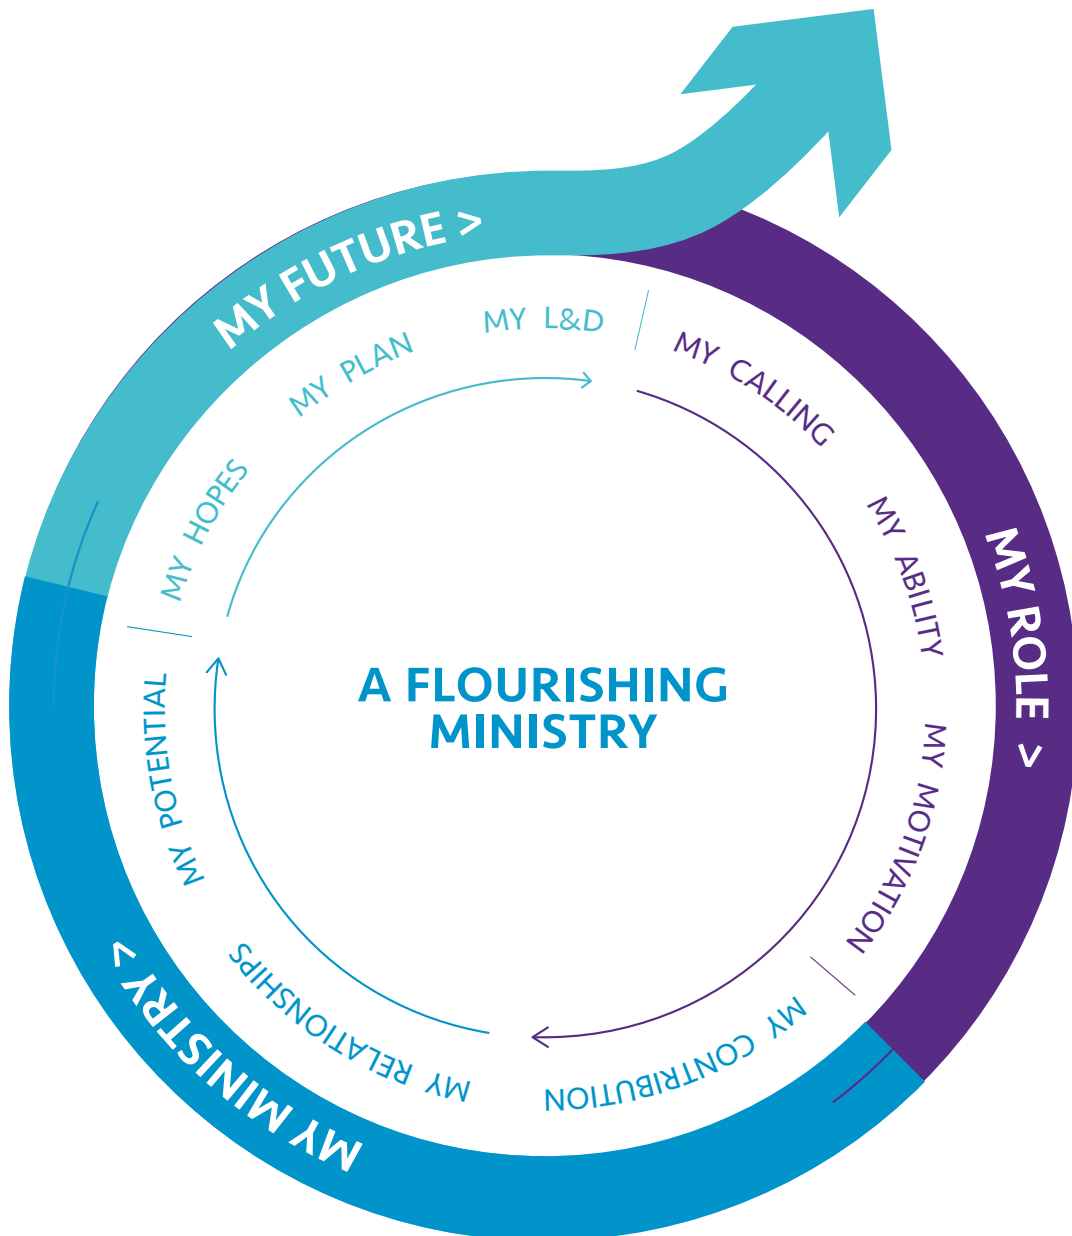 A FLOURISHING
MINISTRY
MY ROLE >
MY CALLING
MY ABILITY
MY MOTIVATION
MY MINISTRY >
MY CONTRIBUTION
MY RELATIONSHIPS
MY POTENTIAL
MY FUTURE >
MY HOPES
MY PLAN
MY L&D